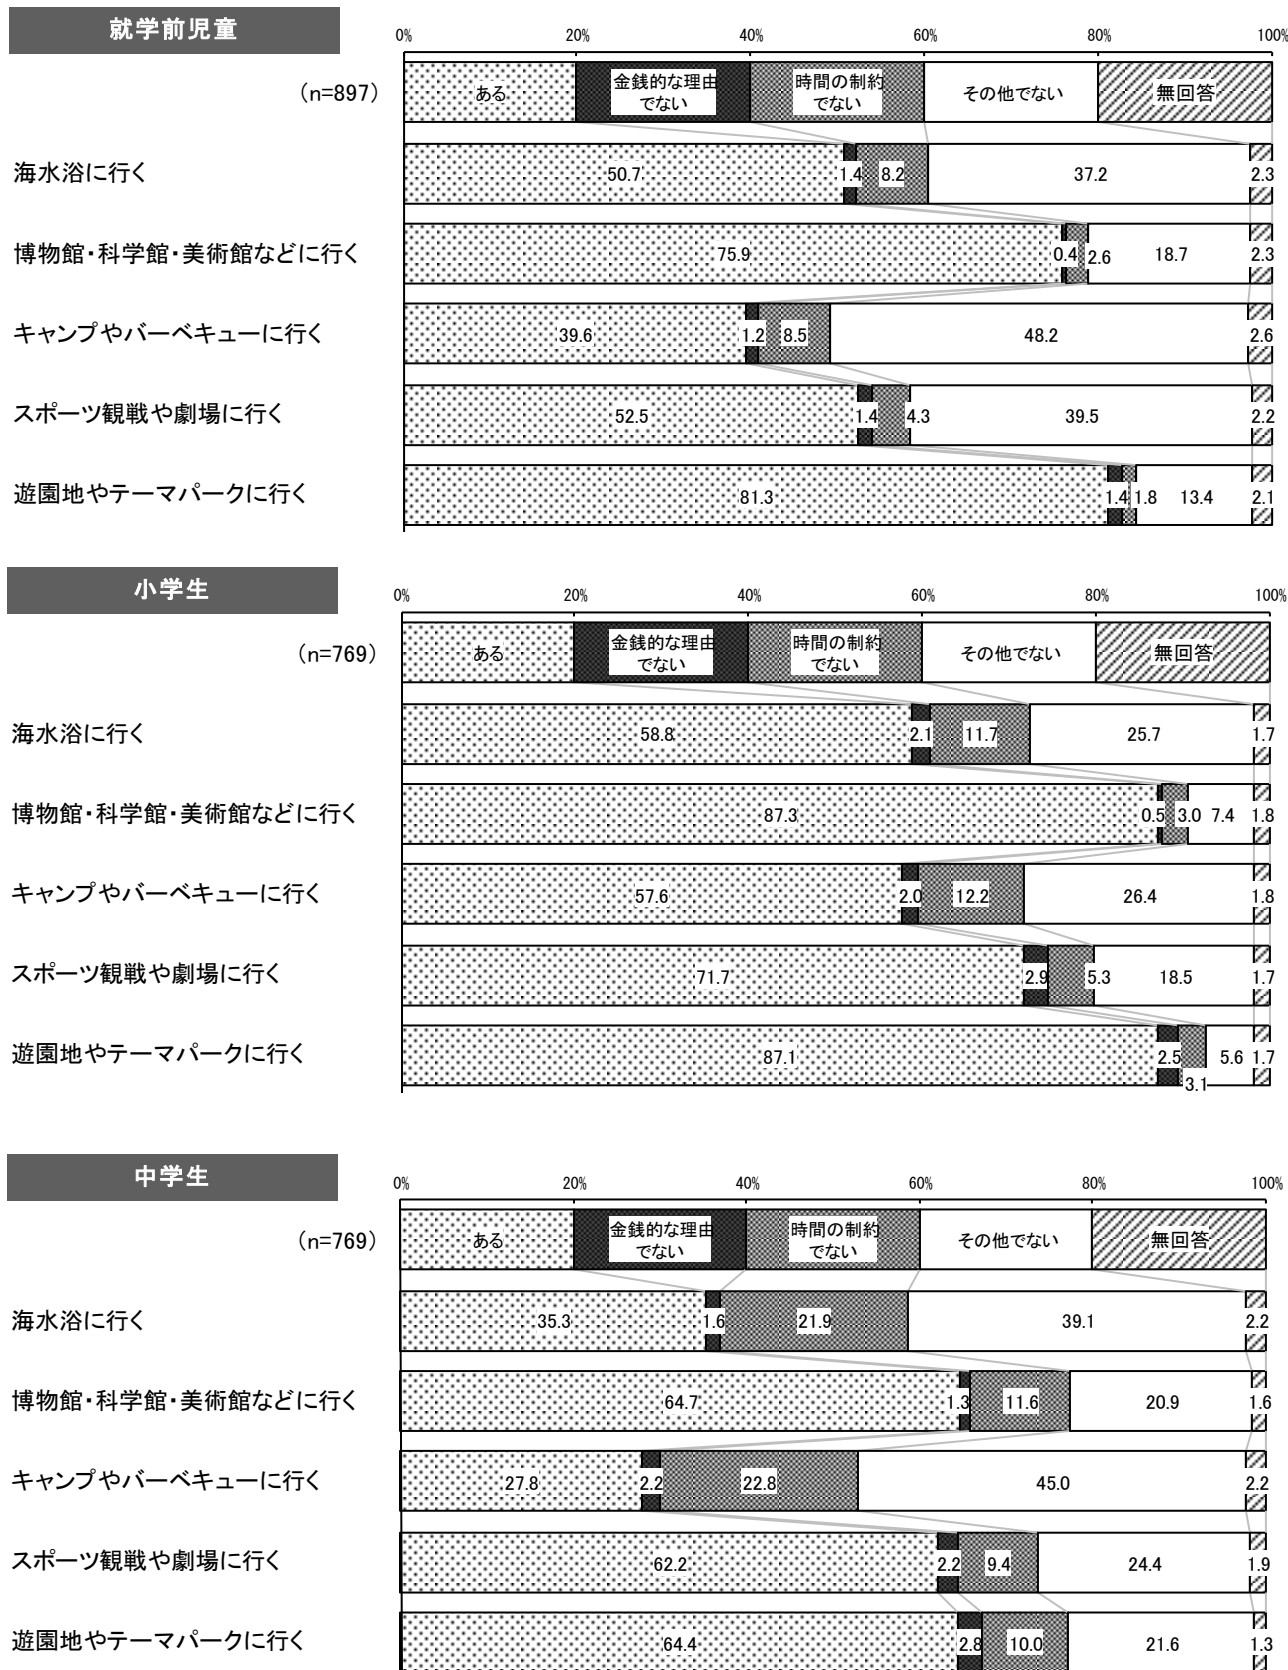 就学前児童
0% 20% 40% 60% 80% 100%
(n=897) ある 金銭的な理由でない 時間の制約でない その他でない 無回答
海水浴に行く 50.7 1.4 8.2 37.2 2.3
博物館・科学館・美術館などに行く 75.9 0.4 2.6 18.7 2.3
キャンプやバーベキューに行く 39.6 1.2 8.5 48.2 2.6
スポーツ観戦や劇場に行く 52.5 1.4 4.3 39.5 2.2
遊園地やテーマパークに行く 81.3 1.4 1.8 13.4 2.1
小学生
0% 20% 40% 60% 80% 100%
(n=769) ある 金銭的な理由でない 時間の制約でない その他でない 無回答
海水浴に行く 58.8 2.1 11.7 25.7 1.7
博物館・科学館・美術館などに行く 87.3 0.5 3.0 7.4 1.8
キャンプやバーベキューに行く 57.6 2.0 12.2 26.4 1.8
スポーツ観戦や劇場に行く 71.7 2.9 5.3 18.5 1.7
遊園地やテーマパークに行く 87.1 2.5 3.1 5.6 1.7
中学生
0% 20% 40% 60% 80% 100%
(n=769) ある 金銭的な理由でない 時間の制約でない その他でない 無回答
海水浴に行く 35.3 1.6 21.9 39.1 2.2
博物館・科学館・美術館などに行く 64.7 1.3 11.6 20.9 1.6
キャンプやバーベキューに行く 27.8 2.2 22.8 45.0 2.2
スポーツ観戦や劇場に行く 62.2 2.2 9.4 24.4 1.9
遊園地やテーマパークに行く 64.4 2.8 10.0 21.6 1.3